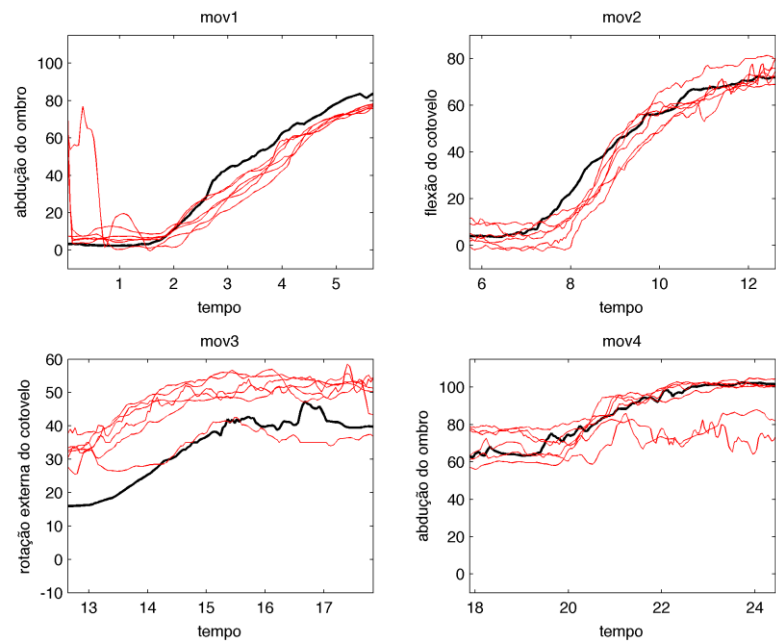 mov1
100
80
60
40
20
0
abdução do ombro
1 2 3 4 5
tempo
mov2
80
60
40
20
0
flexão do cotovelo
6 8 10 12
tempo
mov3
60
50
40
30
20
10
0
-10
rotação externa do cotovelo
13 14 15 16 17
tempo
mov4
100
80
60
40
20
0
abdução do ombro
18 20 22 24
tempo